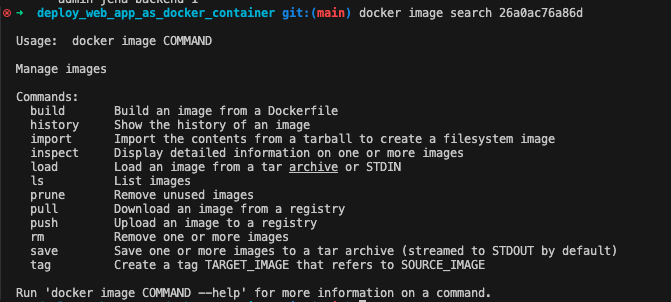 admin-jena-backend-1
➜ deploy_web_app_as_docker_container git:(main) docker image search 26a0ac76a86d
Usage:  docker image COMMAND
Manage images
Commands:
  build       Build an image from a Dockerfile
  history     Show the history of an image
  import      Import the contents from a tarball to create a filesystem image
  inspect     Display detailed information on one or more images
  load        Load an image from a tar archive or STDIN
  ls          List images
  prune       Remove unused images
  pull        Download an image from a registry
  push        Upload an image to a registry
  rm          Remove one or more images
  save        Save one or more images to a tar archive (streamed to STDOUT by default)
  tag         Create a tag TARGET_IMAGE that refers to SOURCE_IMAGE
Run 'docker image COMMAND --help' for more information on a command.